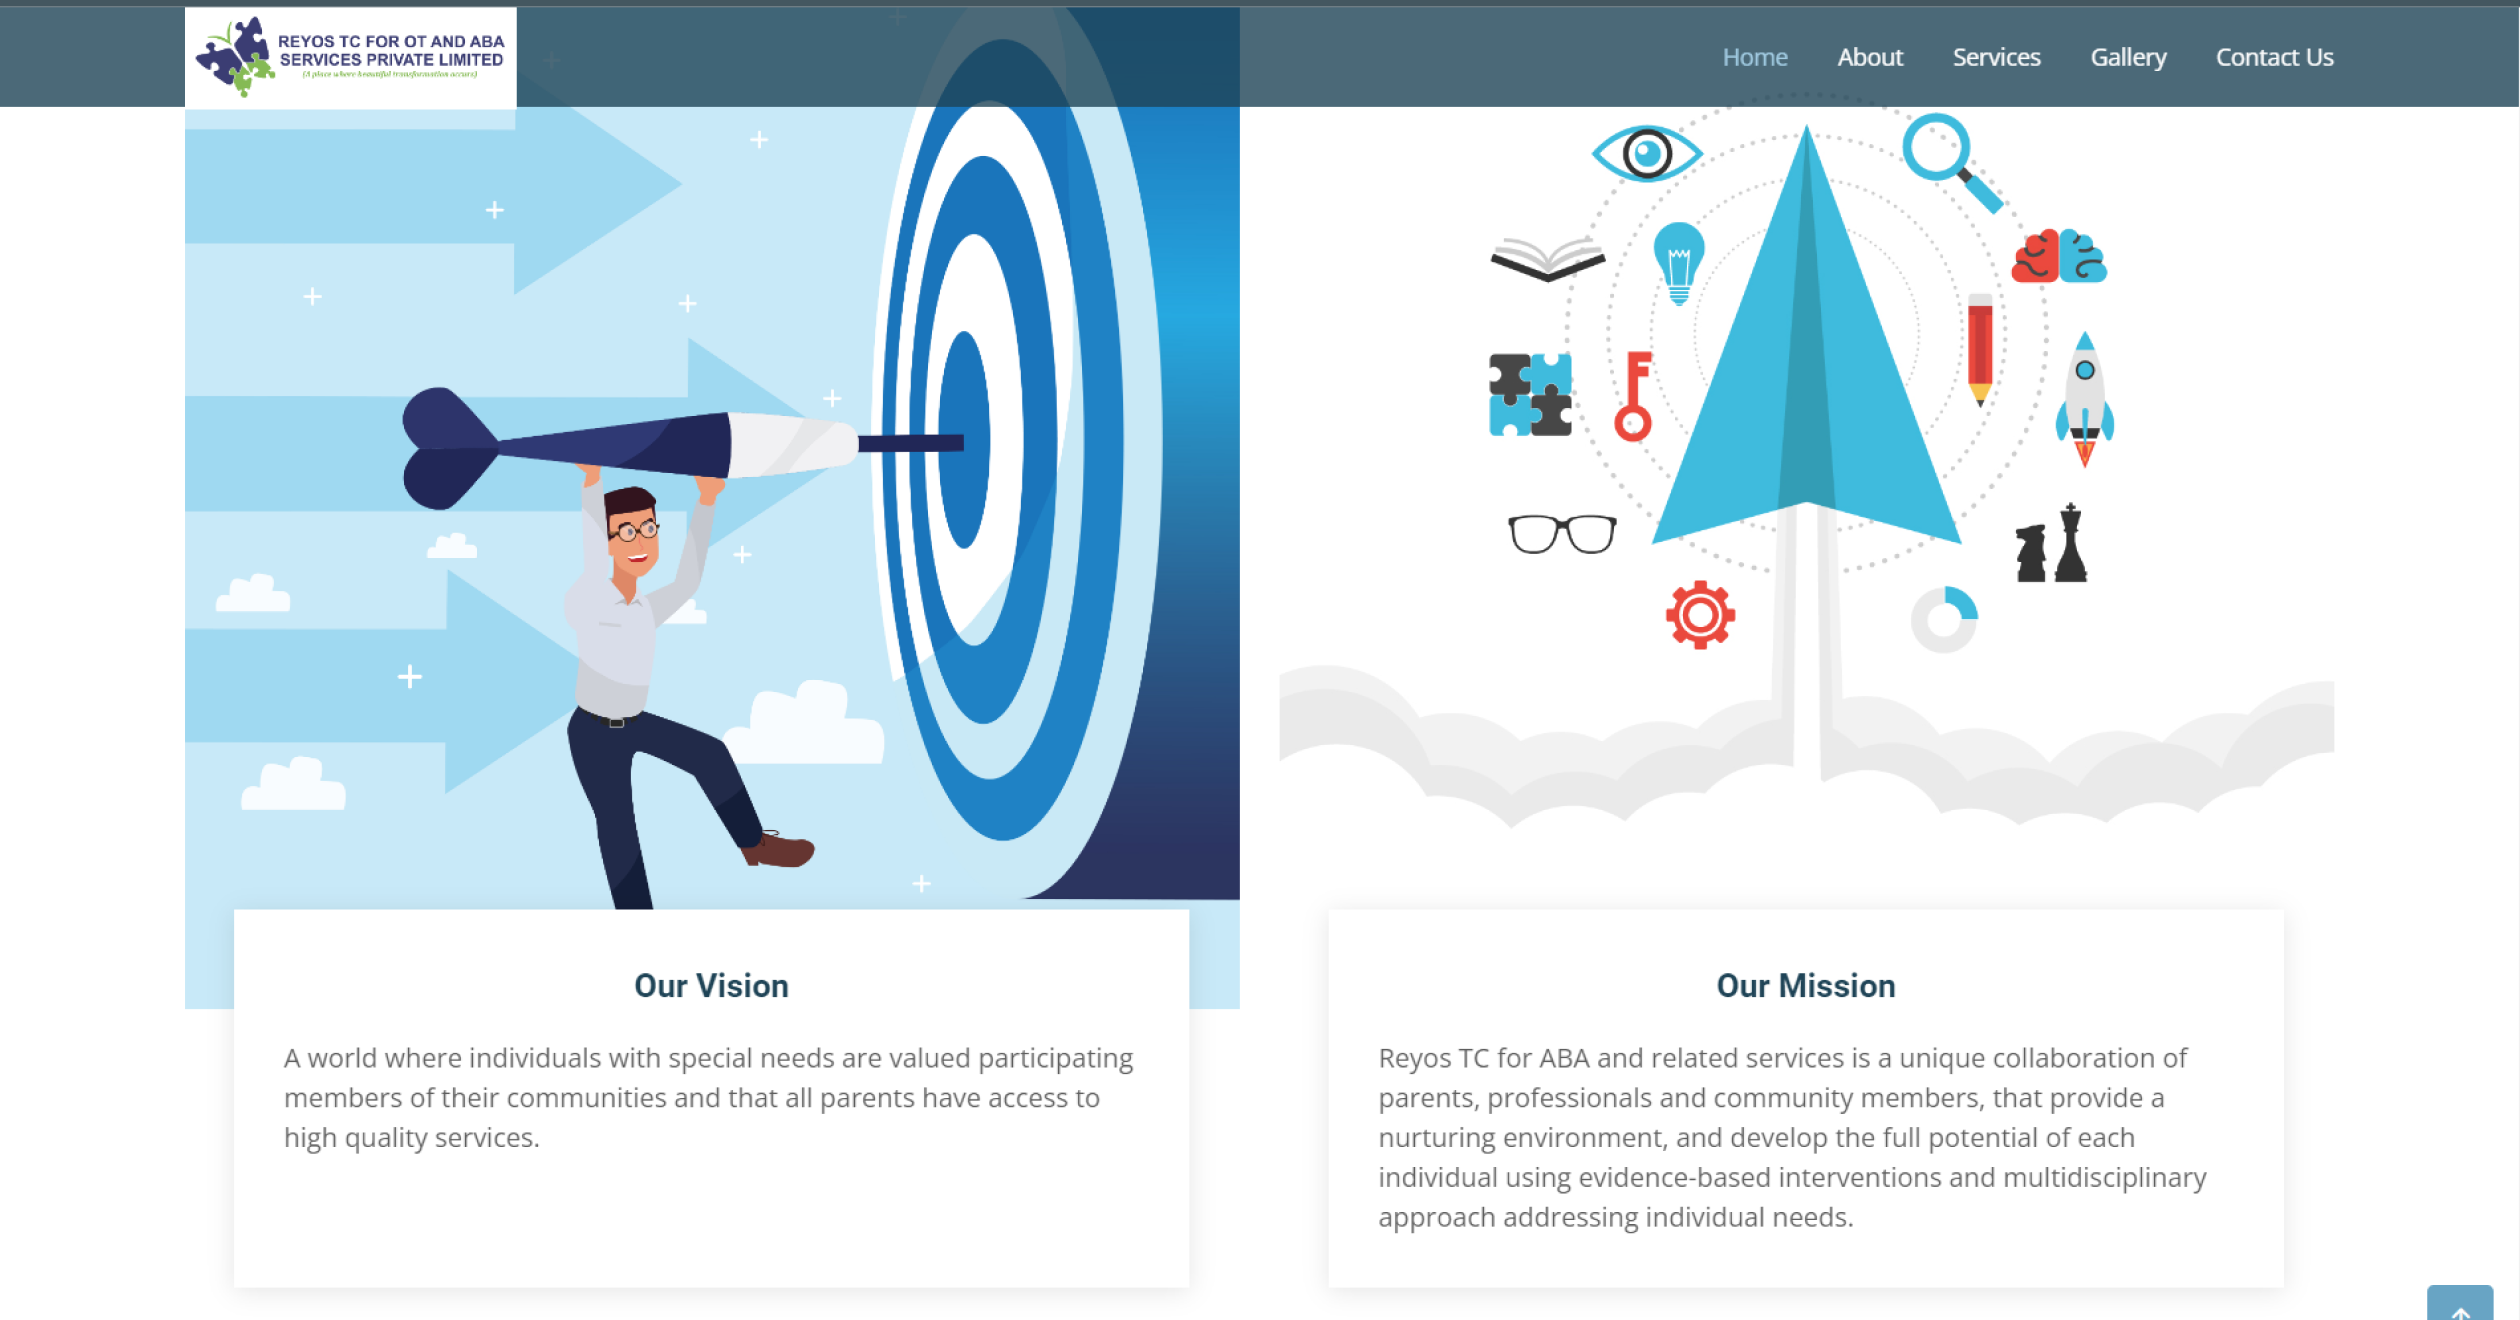 REYOS TC FOR OT AND ABA
SERVICES PRIVATE LIMITED
(A place where beautiful transformation occurs)
Home About Services Gallery Contact Us
Our Vision
A world where individuals with special needs are valued participating
members of their communities and that all parents have access to
high quality services.
Our Mission
Reyos TC for ABA and related services is a unique collaboration of
parents, professionals and community members, that provide a
nurturing environment, and develop the full potential of each
individual using evidence-based interventions and multidisciplinary
approach addressing individual needs.